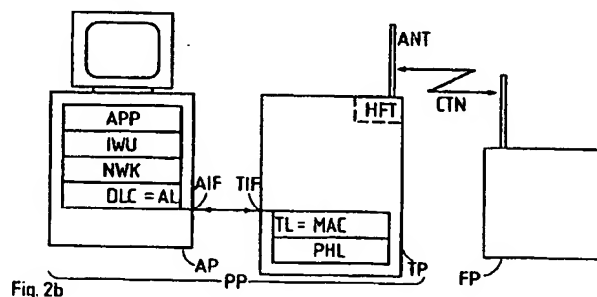 ANT
HFT
CTN
APP
IWU
NWK
DLC = AL
AIF
TIF
TL = MAC
PHL
AP
PP
TP
FP
Fig. 2b